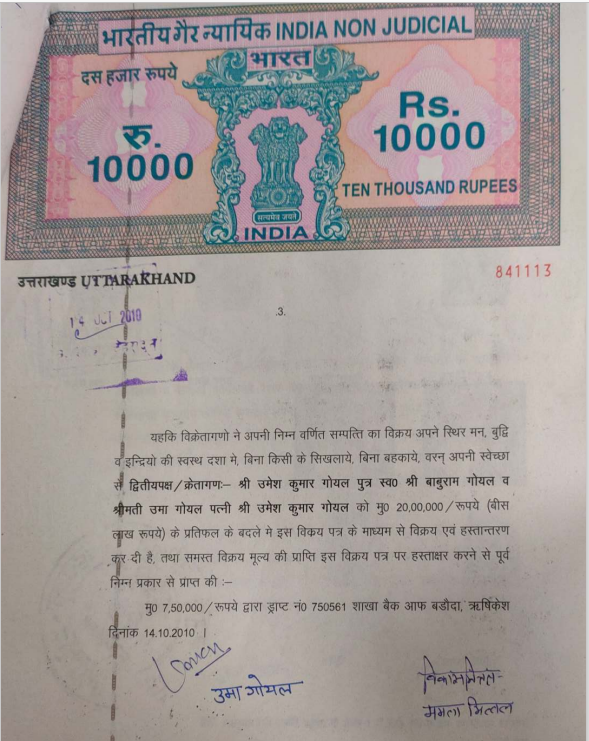 भारतीय गैर न्यायिक INDIA NON JUDICIAL
भारत
दस हजार रूपये
रु.
10000
Rs.
10000
TEN THOUSAND RUPEES
सत्यमेव जयते
INDIA
उत्तराखण्ड UTTARAKHAND
841113
OCT 2010
.3.
यहकि विक्रेतागणो ने अपनी निम्न वर्णित सम्पत्ति का विक्रय अपने स्थिर मन, बुद्वि
व इन्द्रियो की स्वस्थ दशा मे, बिना किसी के सिखलाये, बिना बहकाये, वरन् अपनी स्वेच्छा
से द्वितीयपक्ष/क्रेतागणः– श्री उमेश कुमार गोयल पुत्र स्व0 श्री बाबुराम गोयल व
श्रीमती उमा गोयल पत्नी श्री उमेश कुमार गोयल को मु0 20,00,000/रूपये (बीस
लाख रूपये) के प्रतिफल के बदले मे इस विकय पत्र के माध्यम से विक्रय एवं हस्तान्तरण
कर दी है, तथा समस्त विक्रय मूल्य की प्राप्ति इस विक्रय पत्र पर हस्ताक्षर करने से पूर्व
निम्न प्रकार से प्राप्त की :–
मु0 7,50,000/रूपये द्वारा ड्राप्ट नं0 750561 शाखा बैक आफ बडौदा, ऋषिकेश
दिनांक 14.10.2010 ।
उमा गोयल
ममता मित्तल